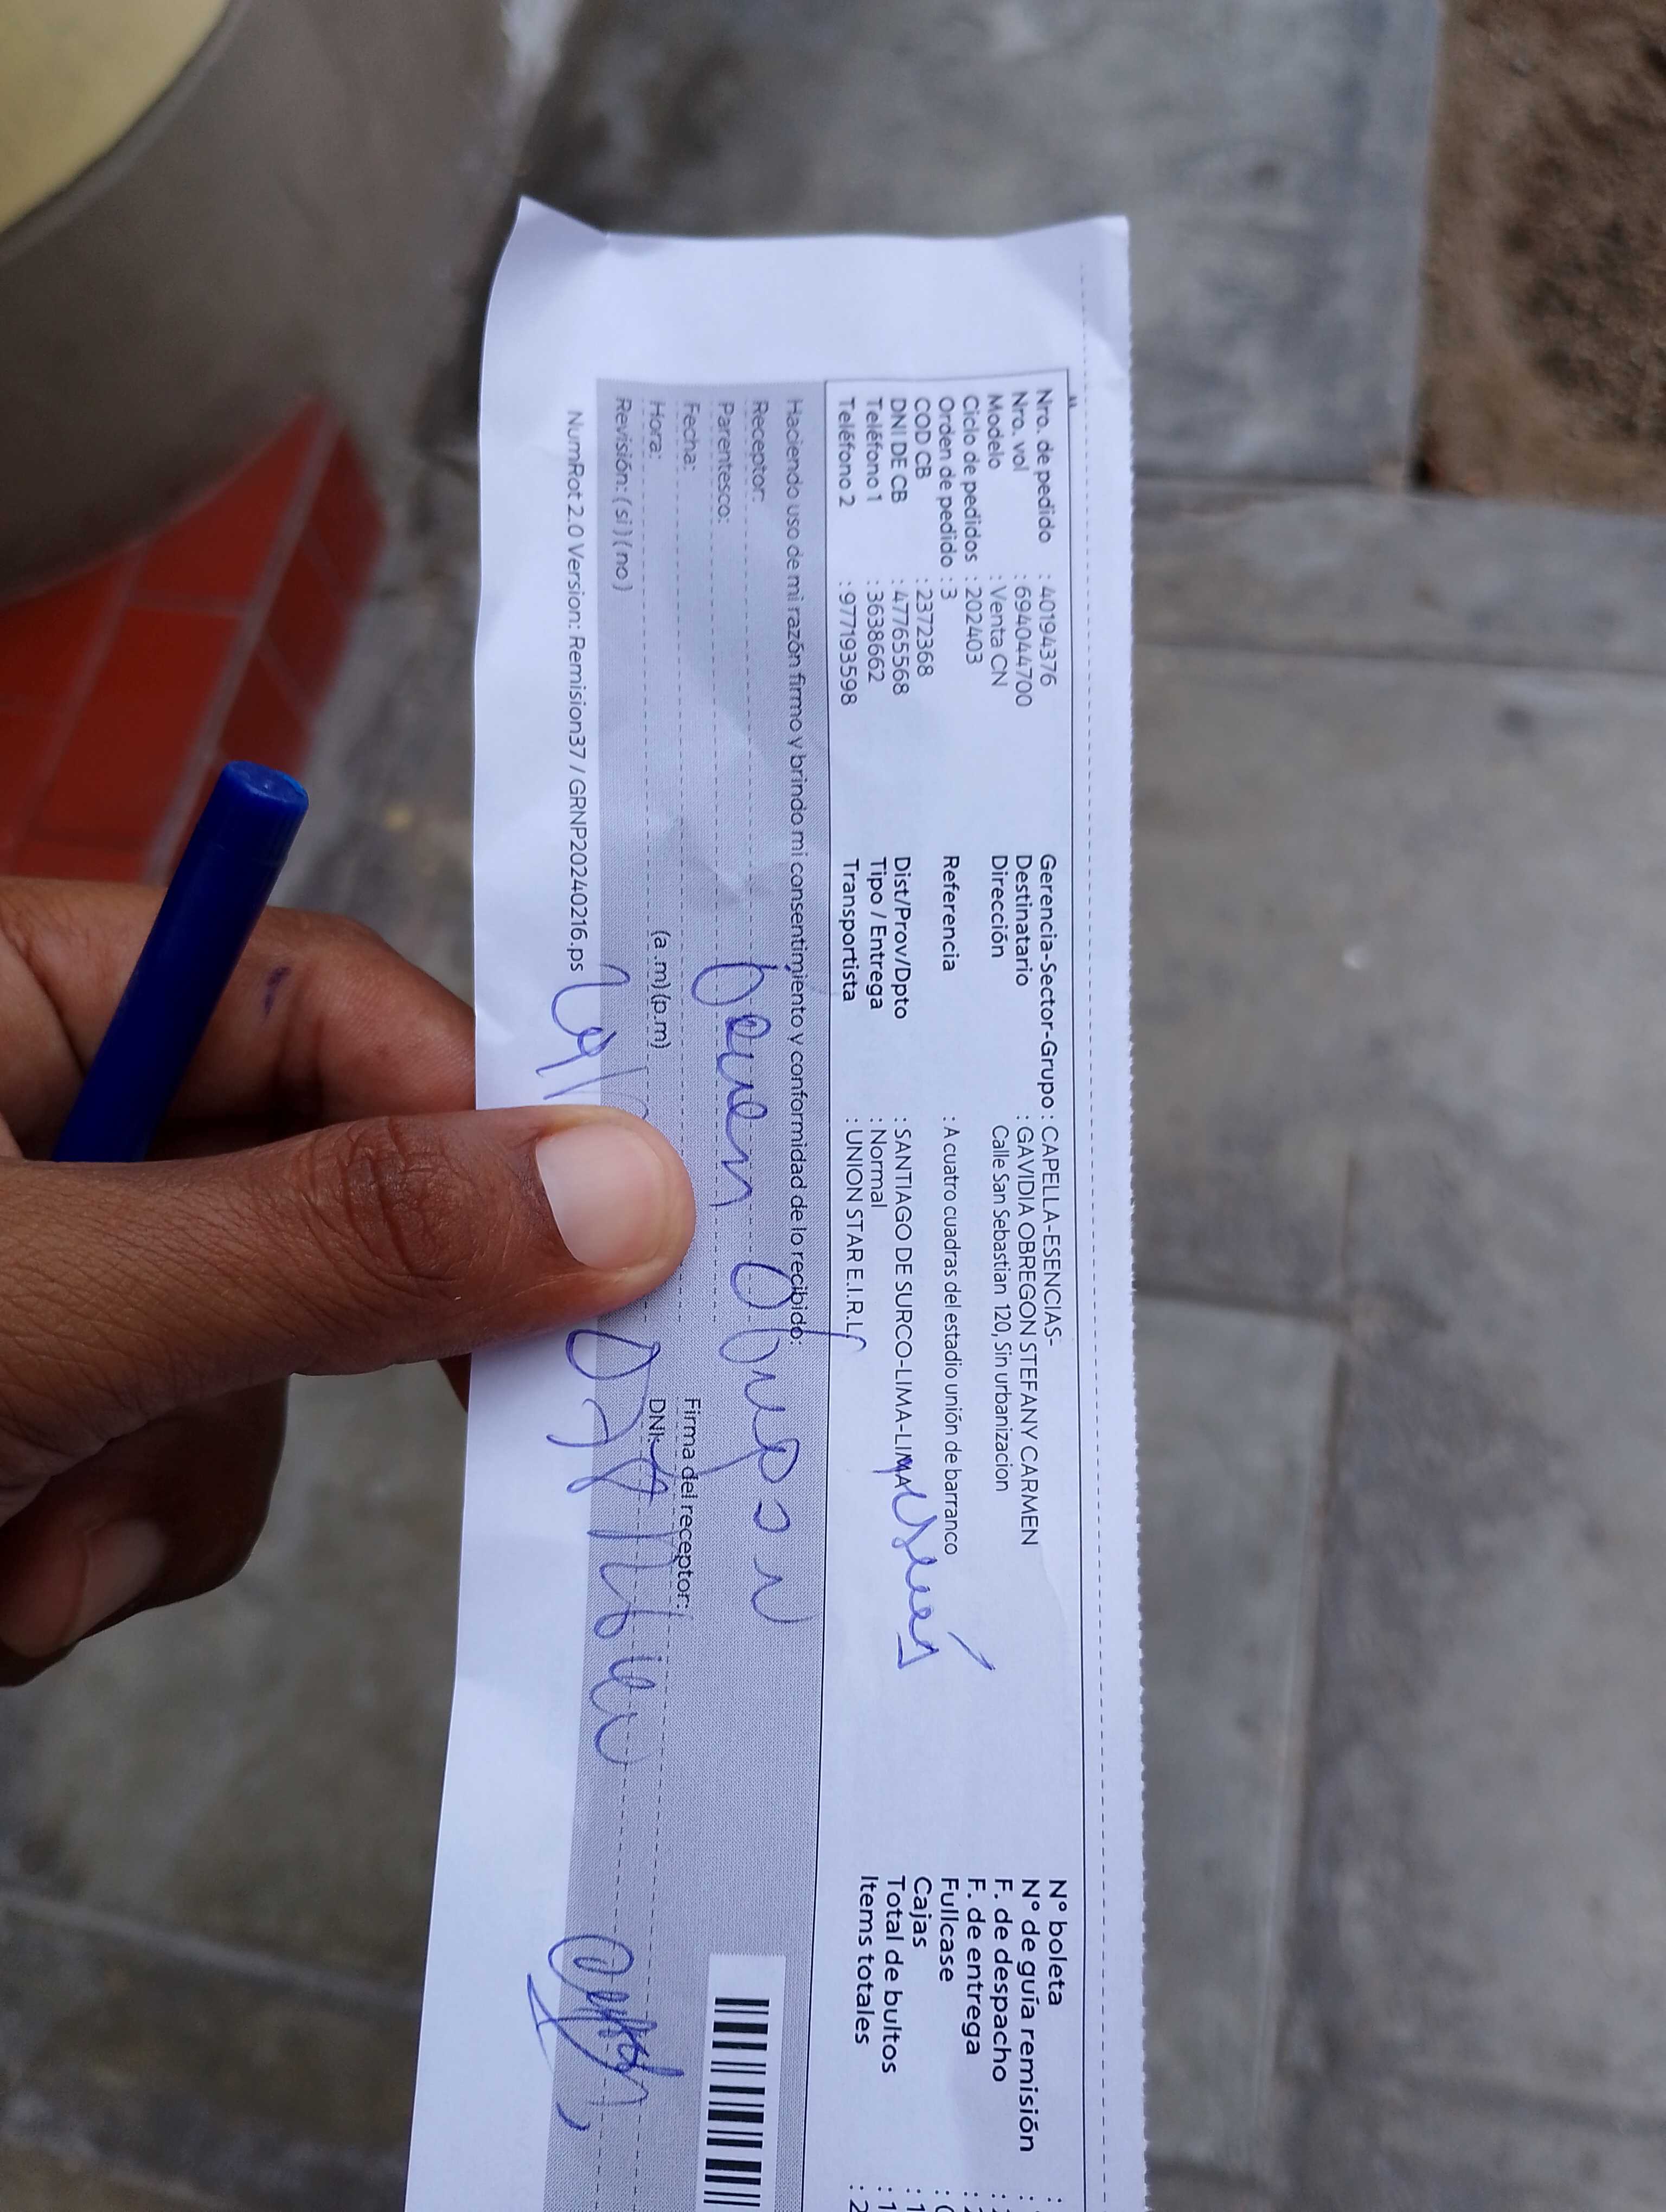 Nro. de pedido : 40194376
Nro. vol : 694044700
Modelo : Venta CN
Ciclo de pedidos : 202403
Orden de pedido : 3
COD CB : 2372368
DNI DE CB : 47765568
Teléfono 1 : 3638662
Teléfono 2 : 977193598
Gerencia-Sector-Grupo : CAPELLA-ESENCIAS-
Destinatario : GAVIDIA OBREGON STEFANY CARMEN
Dirección Calle San Sebastian 120, Sin urbanizacion
Referencia : A cuatro cuadras del estadio unión de barranco
Dist/Prov/Dpto : SANTIAGO DE SURCO-LIMA-LIMA
Tipo / Entrega : Normal
Transportista : UNION STAR E.I.R.L
N° boleta :
N° de guía remisión :
F. de despacho :
F. de entrega :
Fullcase :
Cajas : 1
Total de bultos : 1
Items totales : 2
Haciendo uso de mi razón firmo y brindo mi consentimiento y conformidad de lo recibido:
Receptor:
Parentesco:
Fecha:
Hora: (a.m)(p.m)
Revisión: (si)(no)
Firma del receptor:
DNI:
NumRot 2.0 Version: Remision37 / GRNP20240216.ps